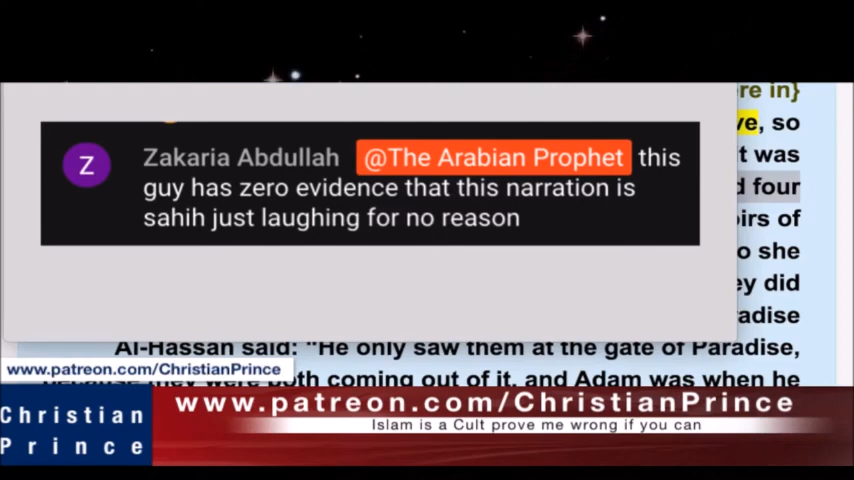 ere in}
ve, so
t was
Zakaria Abdullah @The Arabian Prophet this
guy has zero evidence that this narration is
d four
sahih just laughing for no reason
Z
irs of
o she
ey did
adise
Al-Hassan said: "He only saw them at the gate of Paradise,
www.patreon.com/ChristianPrince
because they were both coming out of it, and Adam was when he
www.patreon.com/ChristianPrince
Christian
Prince
Islam is a Cult prove me wrong if you can